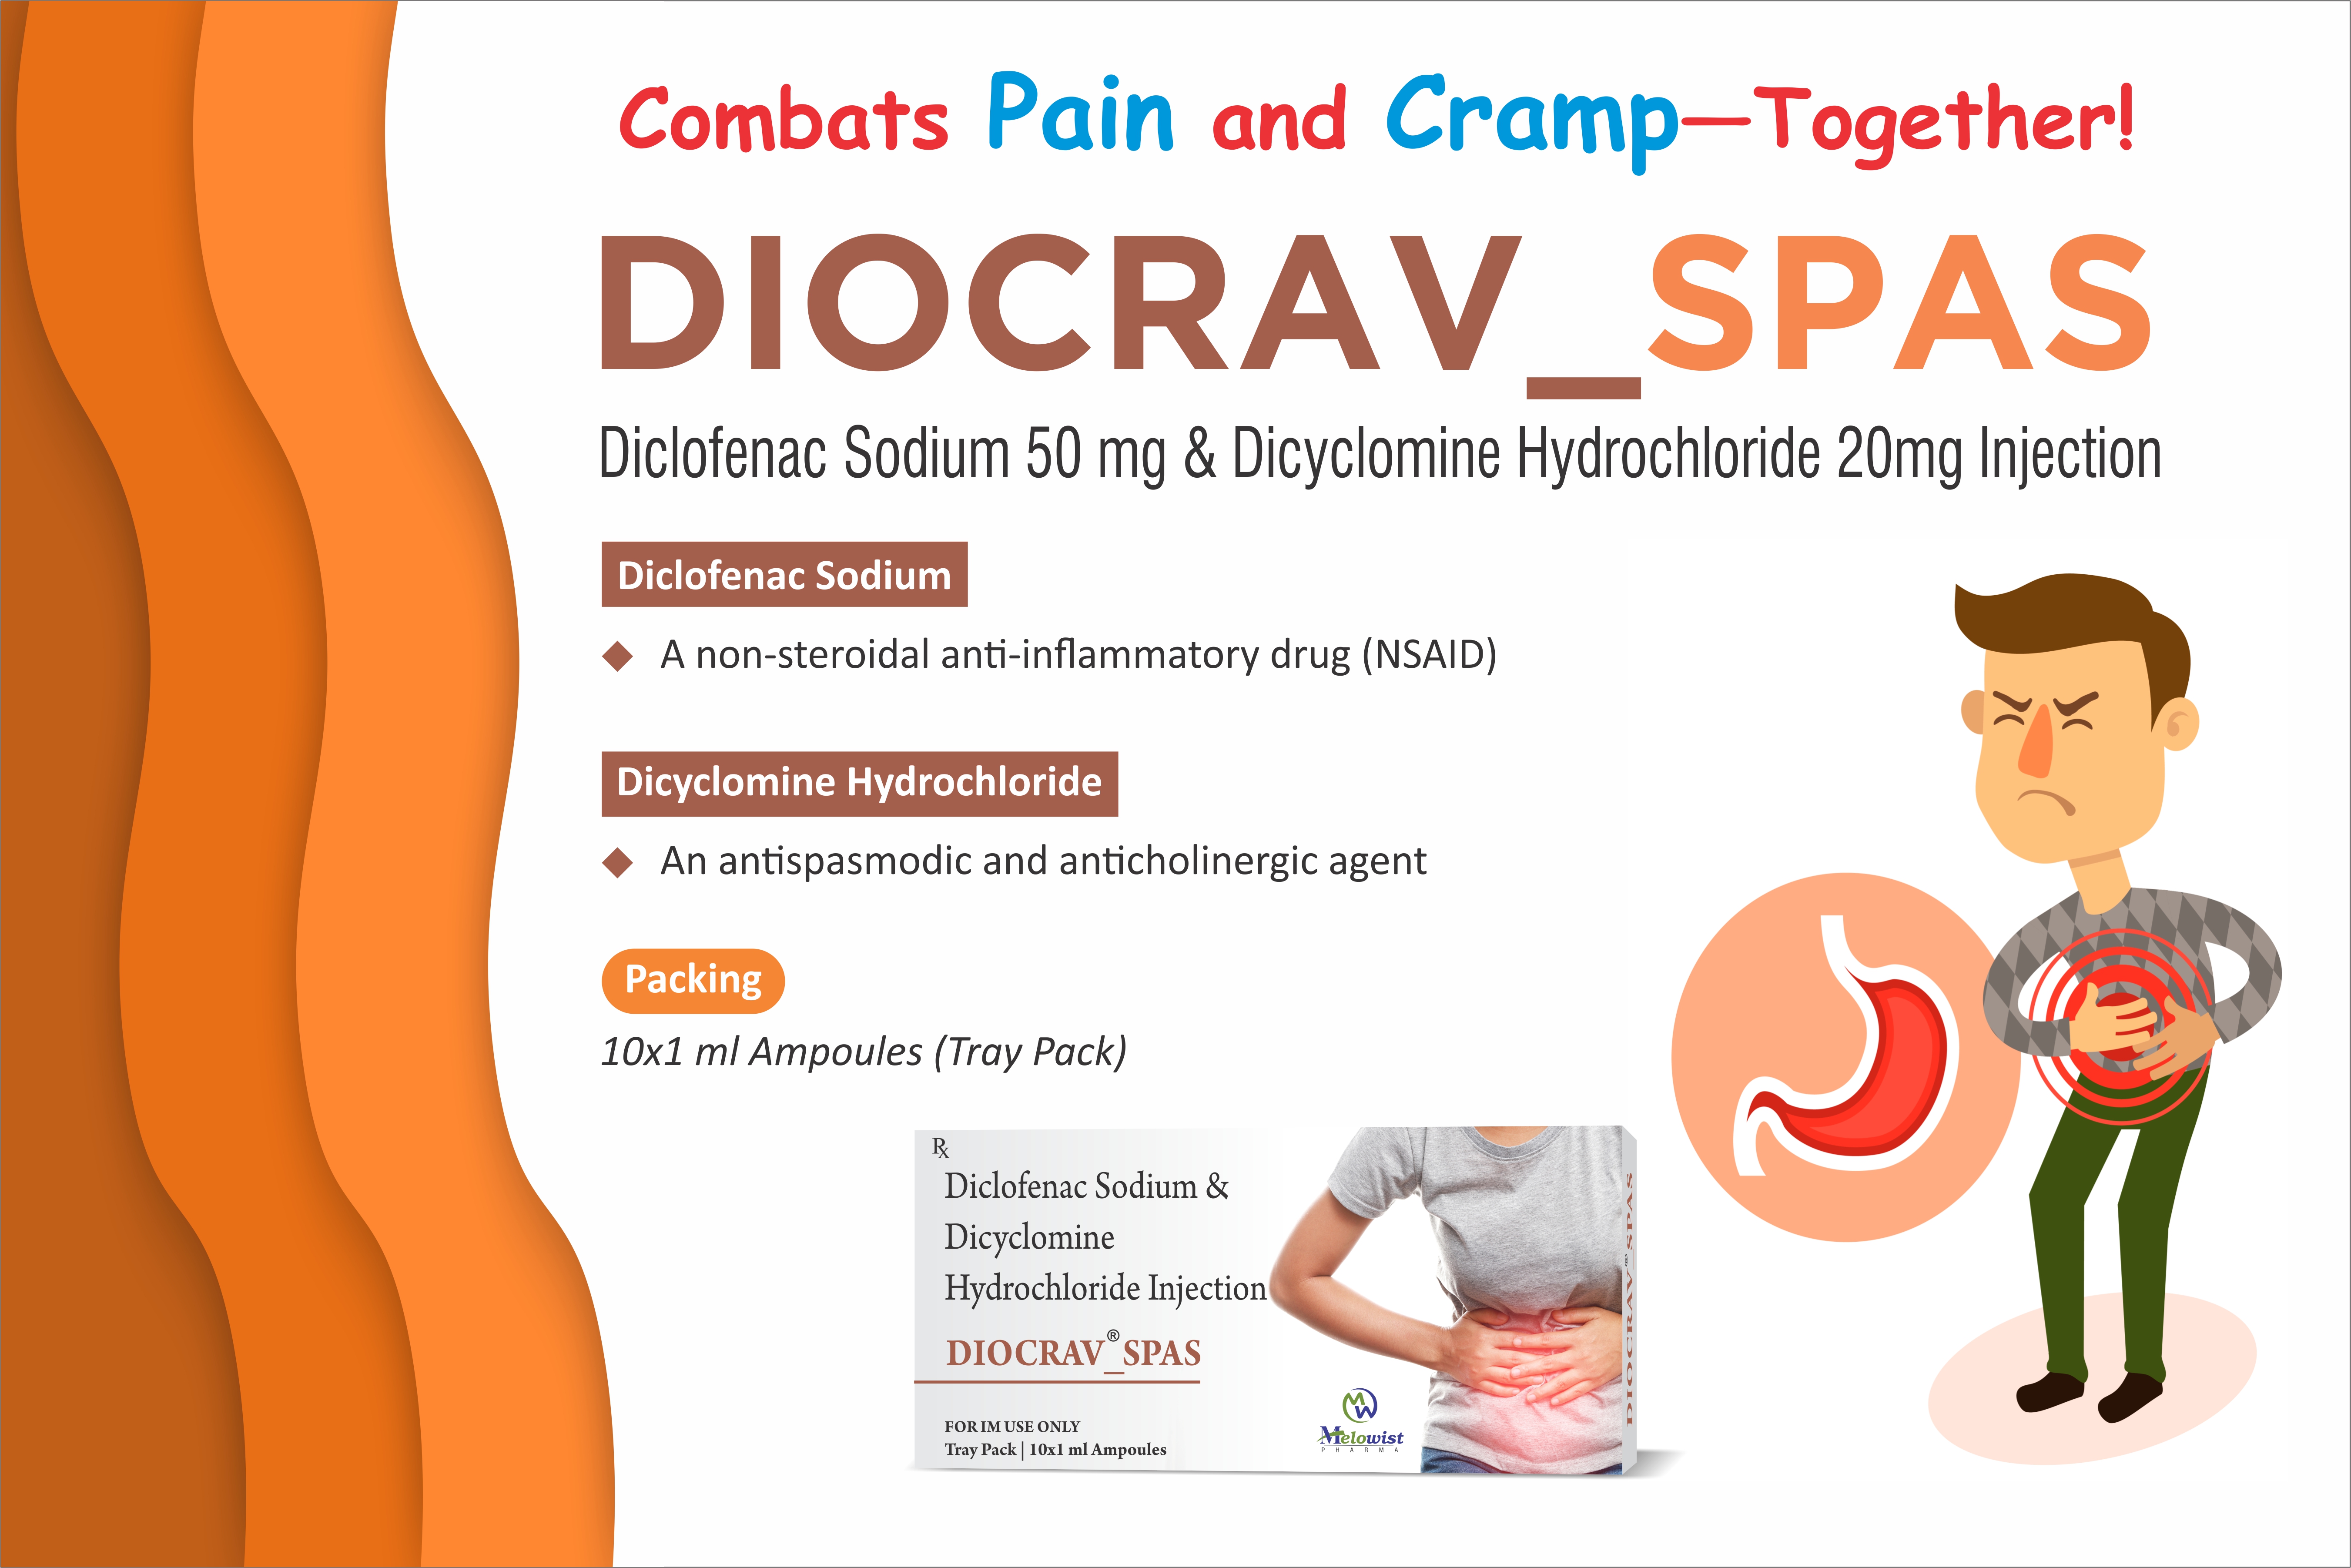 Combats Pain and Cramp—Together!
DIOCRAV_SPAS
Diclofenac Sodium 50 mg & Dicyclomine Hydrochloride 20mg Injection
Diclofenac Sodium
A non-steroidal anti-inflammatory drug (NSAID)
Dicyclomine Hydrochloride
An antispasmodic and anticholinergic agent
Packing
10x1 ml Ampoules (Tray Pack)
℞
Diclofenac Sodium &
Dicyclomine
Hydrochloride Injection
DIOCRAV®_SPAS
FOR IM USE ONLY
Tray Pack | 10x1 ml Ampoules
MW
Melowist
PHARMA
DIOCRAV®SPAS